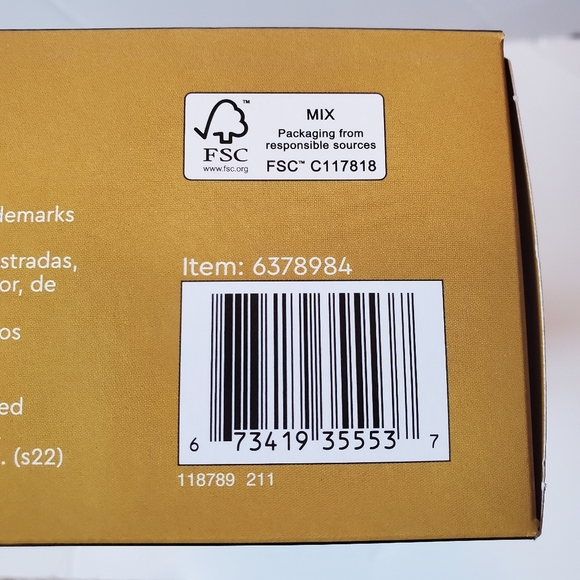 ™
FSC
www.fsc.org
MIX
Packaging from
responsible sources
FSC™ C117818
demarks
stradas,
or, de
os
ed
. (s22)
Item: 6378984
6 73419 35553 7
118789 211